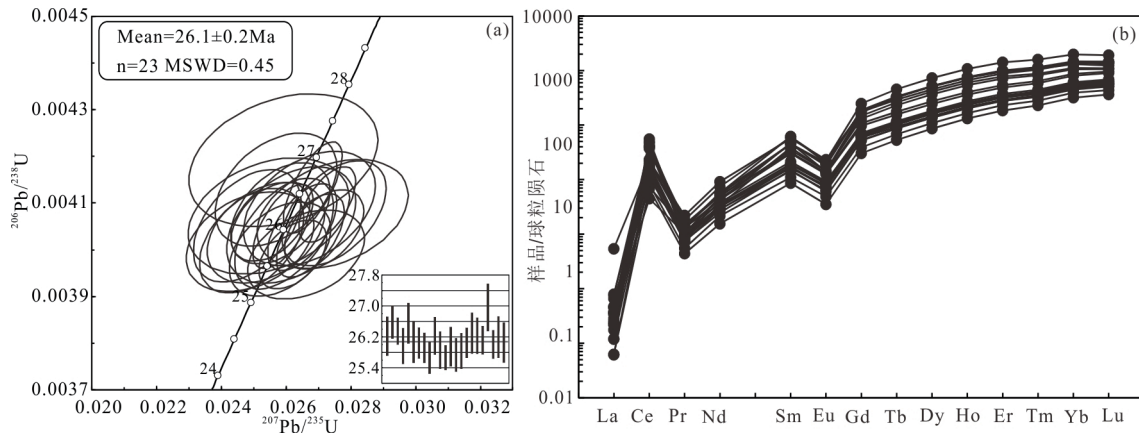 (a)
Mean=26.1±0.2Ma
n=23 MSWD=0.45
0.0045
0.0043
0.0041
0.0039
0.0037
²⁰⁶Pb/²³⁸U
28
27
25
24
27.8
27.0
26.2
25.4
0.020 0.022 0.024 0.026 0.028 0.030 0.032
²⁰⁷Pb/²³⁵U
(b)
10000
1000
100
10
1
0.1
0.01
样品/球粒陨石
La Ce Pr Nd Sm Eu Gd Tb Dy Ho Er Tm Yb Lu